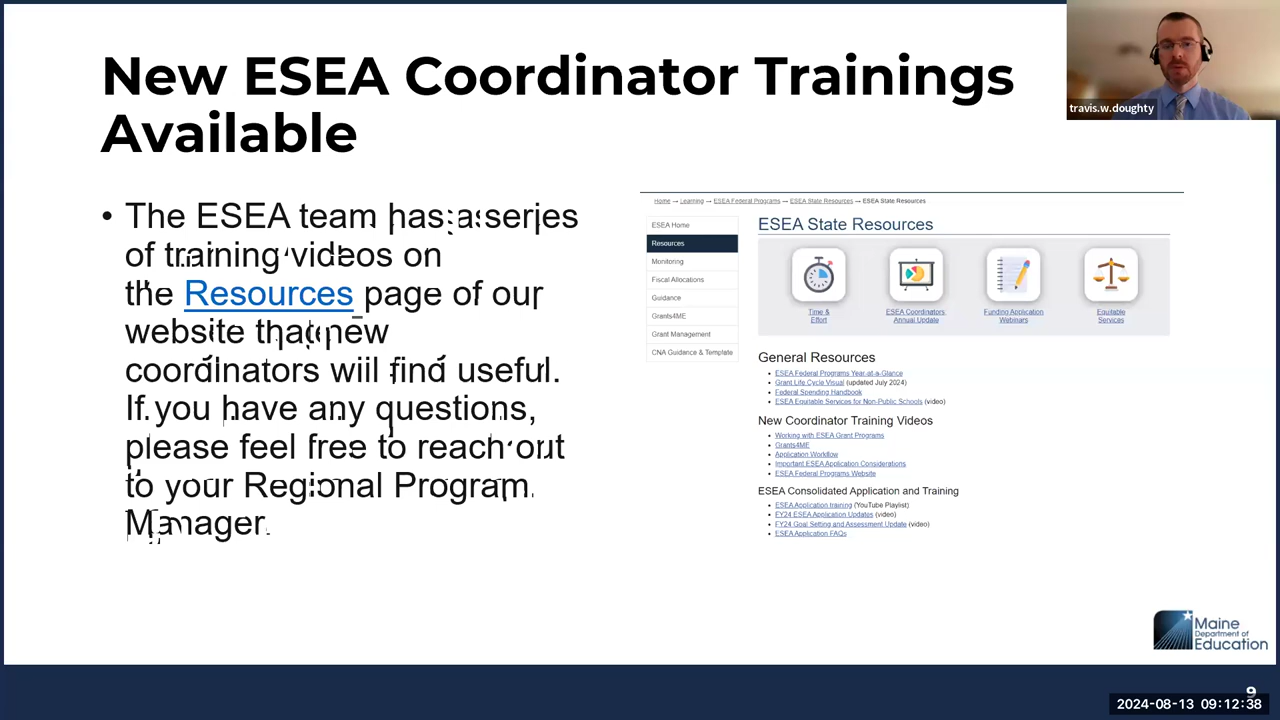 New ESEA Coordinator Trainings
Available
travis.w.doughty
• The ESEA team has a series
of training videos on
the Resources page of our
website that new
coordinators will find useful.
If you have any questions,
please feel free to reach out
to your Regional Program
Manager.
Home → Learning → ESEA Federal Programs → ESEA State Resources → ESEA State Resources
ESEA Home
Resources
Monitoring
Fiscal Allocations
Guidance
Grants4ME
Grant Management
CNA Guidance & Template
ESEA State Resources
Time &
Effort
ESEA Coordinators
Annual Update
Funding Application
Webinars
Equitable
Services
General Resources
• ESEA Federal Programs Year-at-a-Glance
• Grant Life Cycle Visual (updated July 2024)
• Federal Spending Handbook
• ESEA Equitable Services for Non-Public Schools (video)
New Coordinator Training Videos
• Working with ESEA Grant Programs
• Grants4ME
• Application Workflow
• Important ESEA Application Considerations
• ESEA Federal Programs Website
ESEA Consolidated Application and Training
• ESEA Application training (YouTube Playlist)
• FY24 ESEA Application Updates (video)
• FY24 Goal Setting and Assessment Update (video)
• ESEA Application FAQs
Maine
Department of
Education
9
2024-08-13 09:12:38